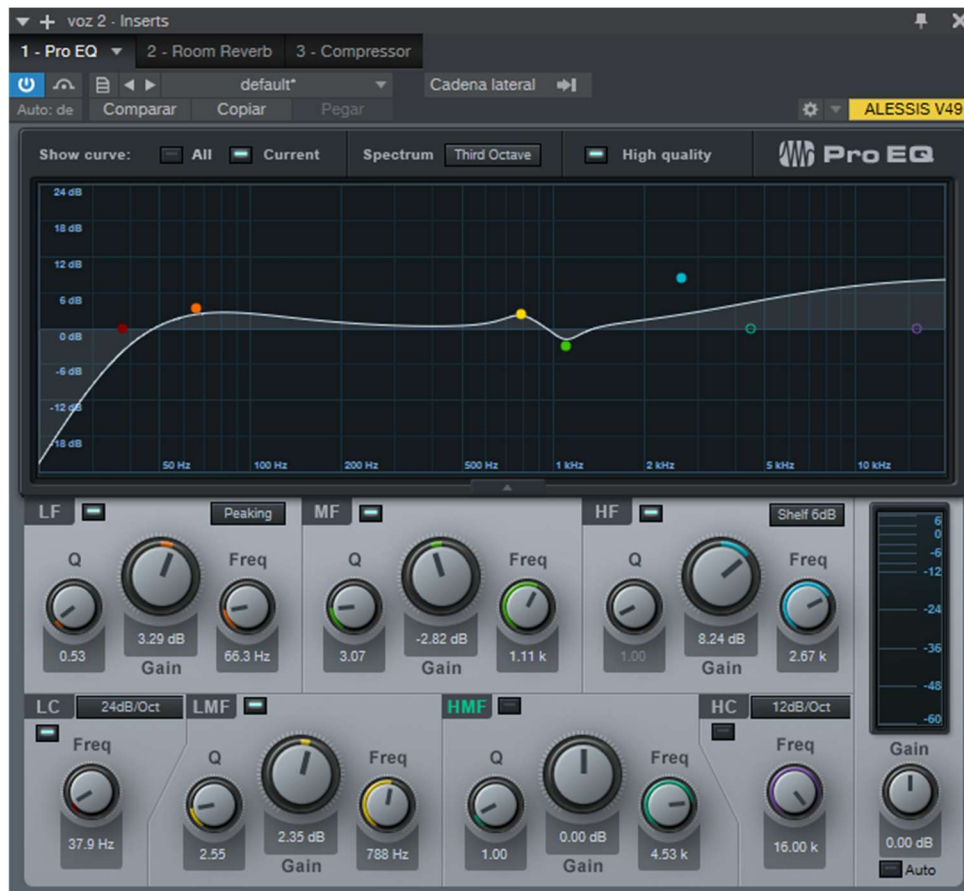 voz 2 - Inserts
1 - Pro EQ 2 - Room Reverb 3 - Compressor
default* Cadena lateral
Auto: de Comparar Copiar Pegar ALESSIS V49
Show curve: All Current Spectrum Third Octave High quality Pro EQ
24 dB
18 dB
12 dB
6 dB
0 dB
-6 dB
-12 dB
-18 dB
50 Hz 100 Hz 200 Hz 500 Hz 1 kHz 2 kHz 5 kHz 10 kHz
LF Peaking MF HF Shelf 6dB
Q Freq Q Freq Q Freq
0.53 3.29 dB 66.3 Hz 3.07 -2.82 dB 1.11 k 1.00 8.24 dB 2.67 k
Gain Gain Gain
6
0
-6
-12
-24
-36
-48
-60
LC 24dB/Oct LMF HMF HC 12dB/Oct
Freq Q Freq Q Freq Freq Gain
37.9 Hz 2.55 2.35 dB 788 Hz 1.00 0.00 dB 4.53 k 16.00 k 0.00 dB
Gain Gain Auto